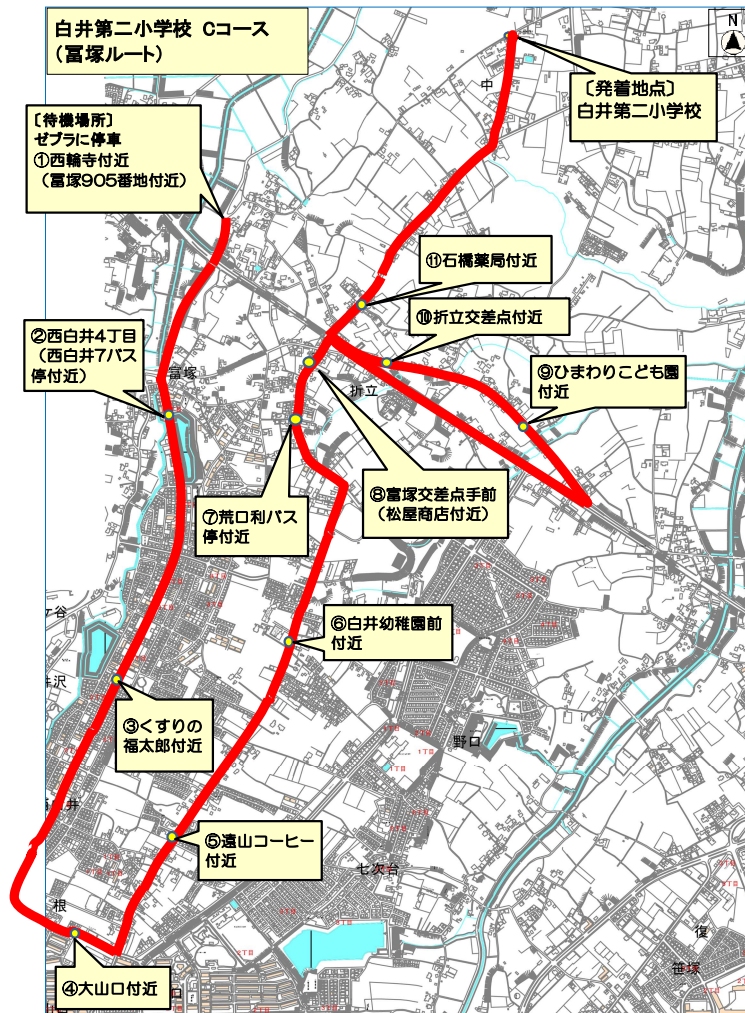 白井第二小学校 Cコース
(冨塚ルート)
N
〔発着地点〕
白井第二小学校
中
〔待機場所〕
ゼブラに停車
①西輪寺付近
(冨塚905番地付近)
⑪石橋薬局付近
⑩折立交差点付近
②西白井4丁目
(西白井7バス
停付近)
富塚
折立
⑨ひまわりこども園
付近
⑧冨塚交差点手前
(松屋商店付近)
⑦荒口利バス
停付近
⑥白井幼稚園前
付近
③くすりの
福太郎付近
野口
⑤遠山コーヒー
付近
七次台
根
復
笹塚
④大山口付近